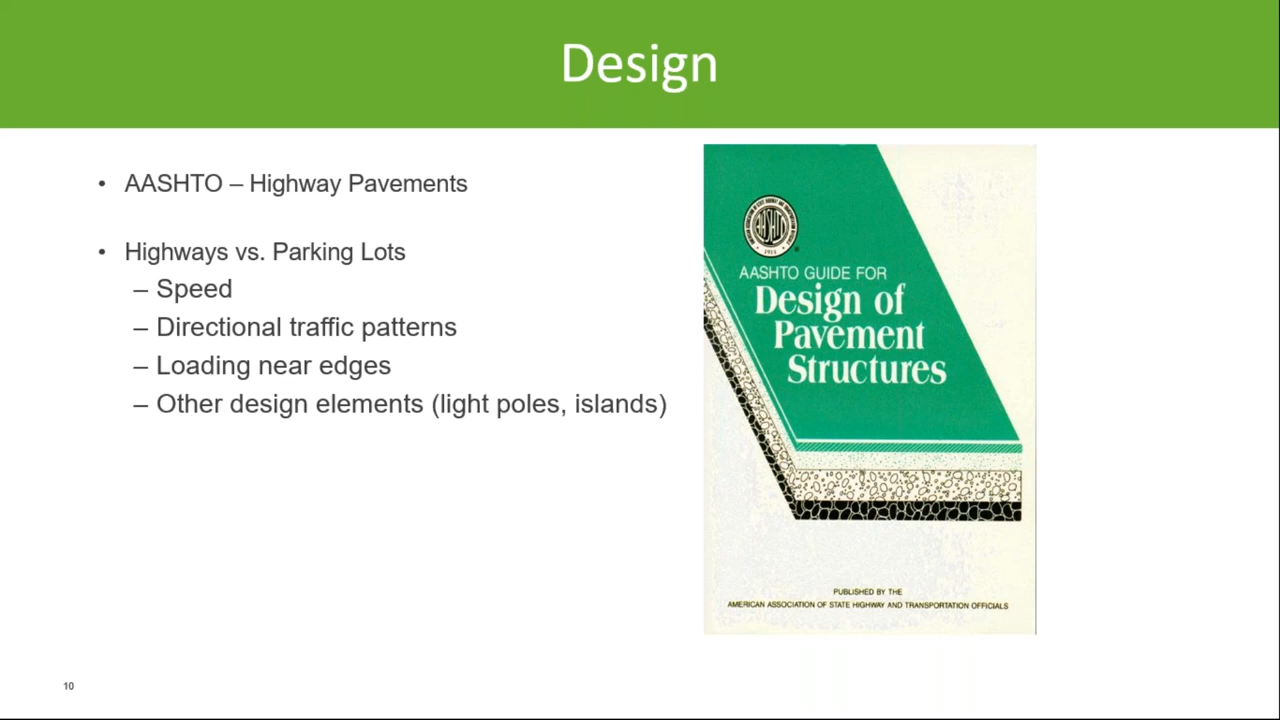 Design
• AASHTO – Highway Pavements
• Highways vs. Parking Lots
– Speed
– Directional traffic patterns
– Loading near edges
– Other design elements (light poles, islands)
AASHTO
1914
AASHTO GUIDE FOR
Design of
Pavement
Structures
PUBLISHED BY THE
AMERICAN ASSOCIATION OF STATE HIGHWAY AND TRANSPORTATION OFFICIALS
10